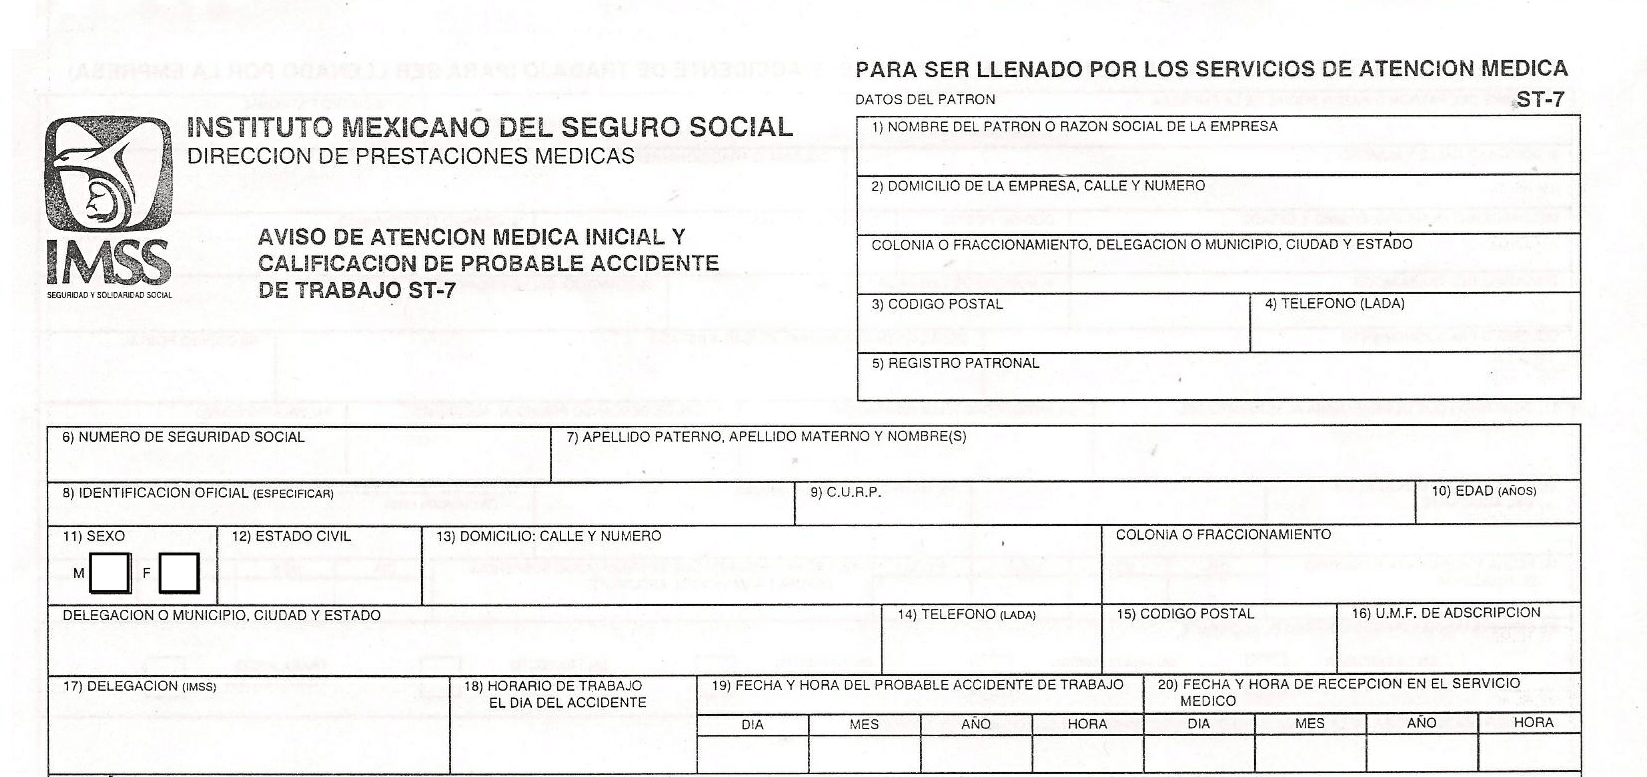 PARA SER LLENADO POR LOS SERVICIOS DE ATENCION MEDICA
DATOS DEL PATRON
ST-7
INSTITUTO MEXICANO DEL SEGURO SOCIAL
DIRECCION DE PRESTACIONES MEDICAS
IMSS
SEGURIDAD Y SOLIDARIDAD SOCIAL
AVISO DE ATENCION MEDICA INICIAL Y
CALIFICACION DE PROBABLE ACCIDENTE
DE TRABAJO ST-7
1) NOMBRE DEL PATRON O RAZON SOCIAL DE LA EMPRESA
2) DOMICILIO DE LA EMPRESA, CALLE Y NUMERO
COLONIA O FRACCIONAMIENTO, DELEGACION O MUNICIPIO, CIUDAD Y ESTADO
3) CODIGO POSTAL
4) TELEFONO (LADA)
5) REGISTRO PATRONAL
6) NUMERO DE SEGURIDAD SOCIAL
7) APELLIDO PATERNO, APELLIDO MATERNO Y NOMBRE(S)
8) IDENTIFICACION OFICIAL (ESPECIFICAR)
9) C.U.R.P.
10) EDAD (AÑOS)
11) SEXO
M
F
12) ESTADO CIVIL
13) DOMICILIO: CALLE Y NUMERO
COLONIA O FRACCIONAMIENTO
DELEGACION O MUNICIPIO, CIUDAD Y ESTADO
14) TELEFONO (LADA)
15) CODIGO POSTAL
16) U.M.F. DE ADSCRIPCION
17) DELEGACION (IMSS)
18) HORARIO DE TRABAJO
EL DIA DEL ACCIDENTE
19) FECHA Y HORA DEL PROBABLE ACCIDENTE DE TRABAJO
DIA MES AÑO HORA
20) FECHA Y HORA DE RECEPCION EN EL SERVICIO
MEDICO
DIA MES AÑO HORA